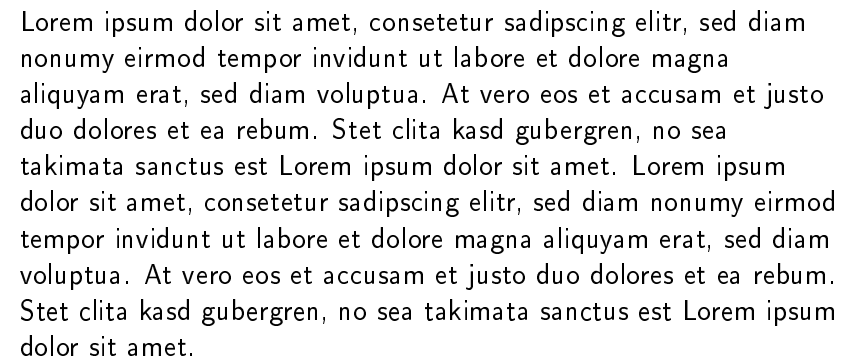 Lorem ipsum dolor sit amet, consetetur sadipscing elitr, sed diam
nonumy eirmod tempor invidunt ut labore et dolore magna
aliquyam erat, sed diam voluptua. At vero eos et accusam et justo
duo dolores et ea rebum. Stet clita kasd gubergren, no sea
takimata sanctus est Lorem ipsum dolor sit amet. Lorem ipsum
dolor sit amet, consetetur sadipscing elitr, sed diam nonumy eirmod
tempor invidunt ut labore et dolore magna aliquyam erat, sed diam
voluptua. At vero eos et accusam et justo duo dolores et ea rebum.
Stet clita kasd gubergren, no sea takimata sanctus est Lorem ipsum
dolor sit amet.